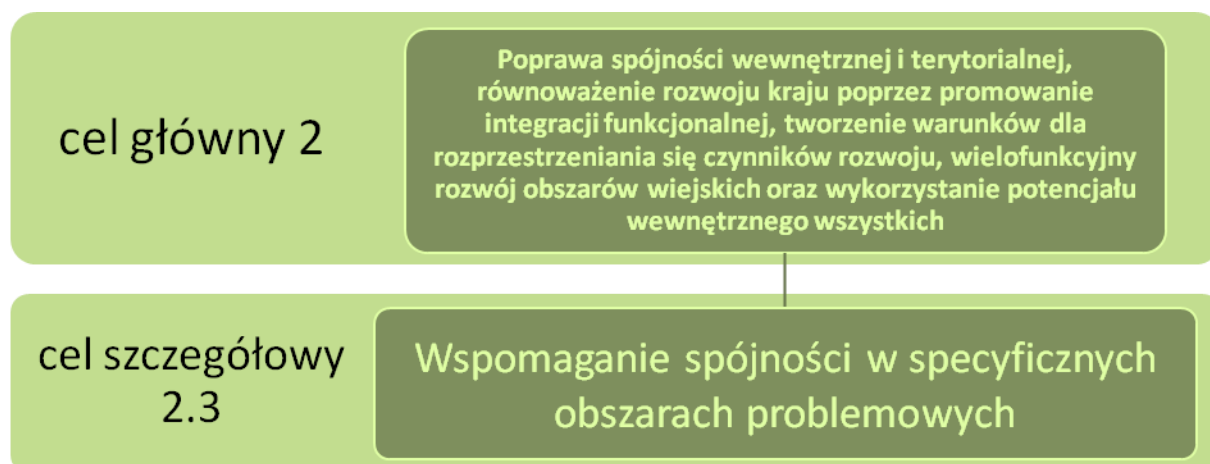 cel główny 2
Poprawa spójności wewnętrznej i terytorialnej,
równoważenie rozwoju kraju poprzez promowanie
integracji funkcjonalnej, tworzenie warunków dla
rozprzestrzeniania się czynników rozwoju, wielofunkcyjny
rozwój obszarów wiejskich oraz wykorzystanie potencjału
wewnętrznego wszystkich
cel szczegółowy
2.3
Wspomaganie spójności w specyficznych
obszarach problemowych